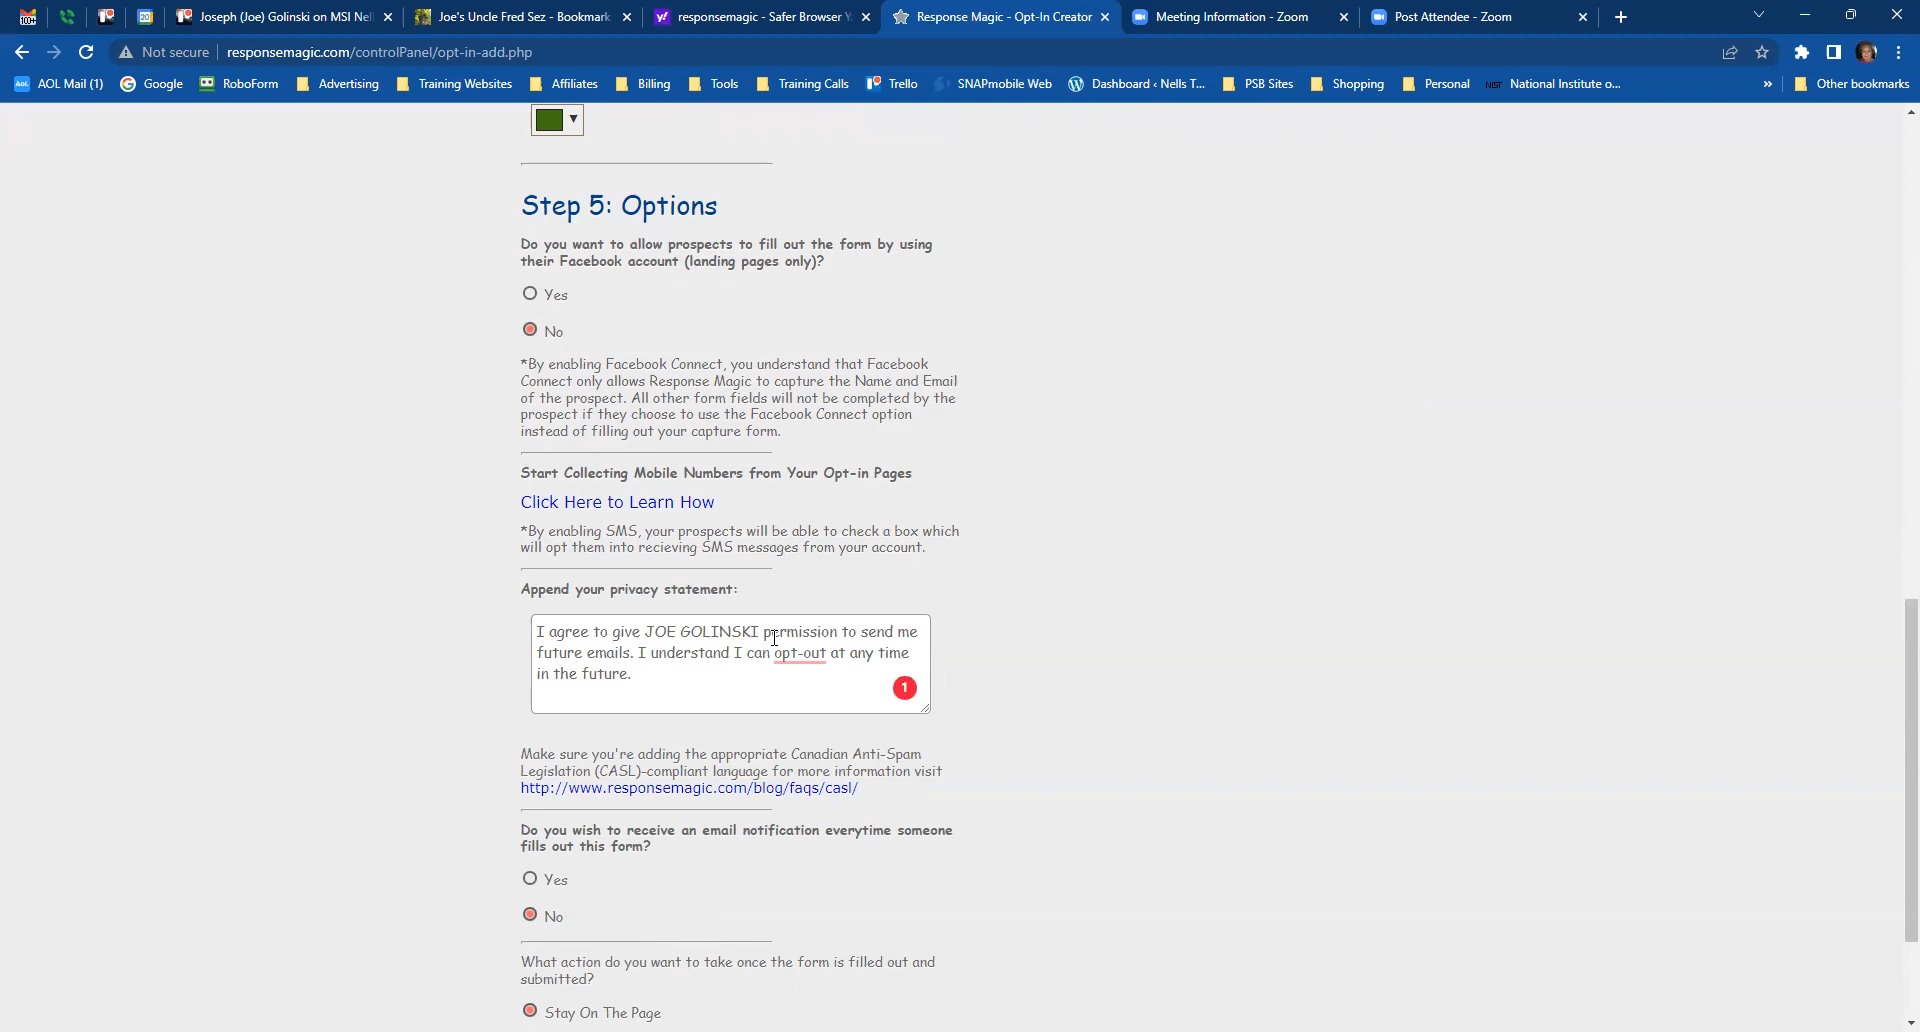 100+
20
Joseph (Joe) Golinski on MSI Nell
Joe's Uncle Fred Sez - Bookmark
responsemagic - Safer Browser Y
Response Magic - Opt-In Creator
Meeting Information - Zoom
Post Attendee - Zoom
Not secure
responsemagic.com/controlPanel/opt-in-add.php
Aol.
AOL Mail (1)
Google
RoboForm
Advertising
Training Websites
Affiliates
Billing
Tools
Training Calls
Trello
SNAPmobile Web
Dashboard ‹ Nells T...
PSB Sites
Shopping
Personal
NIST
National Institute o...
»
Other bookmarks
Step 5: Options
Do you want to allow prospects to fill out the form by using
their Facebook account (landing pages only)?
Yes
No
*By enabling Facebook Connect, you understand that Facebook
Connect only allows Response Magic to capture the Name and Email
of the prospect. All other form fields will not be completed by the
prospect if they choose to use the Facebook Connect option
instead of filling out your capture form.
Start Collecting Mobile Numbers from Your Opt-in Pages
Click Here to Learn How
*By enabling SMS, your prospects will be able to check a box which
will opt them into recieving SMS messages from your account.
Append your privacy statement:
I agree to give JOE GOLINSKI permission to send me
future emails. I understand I can opt-out at any time
in the future.
1
Make sure you're adding the appropriate Canadian Anti-Spam
Legislation (CASL)-compliant language for more information visit
http://www.responsemagic.com/blog/faqs/casl/
Do you wish to receive an email notification everytime someone
fills out this form?
Yes
No
What action do you want to take once the form is filled out and
submitted?
Stay On The Page